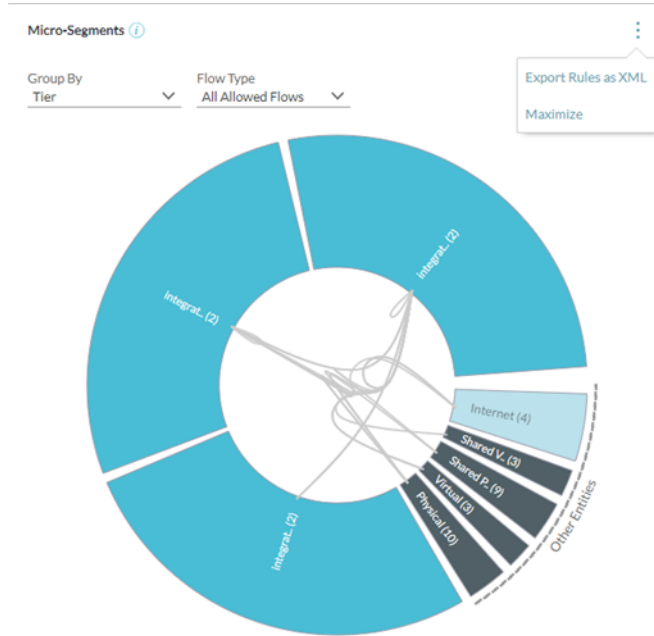 Micro-Segments i
Export Rules as XML
Maximize
Group By
Tier
Flow Type
All Allowed Flows
Integrat.. (2)
Integrat.. (2)
Integrat.. (2)
Internet (4)
Shared V.. (3)
Shared P.. (9)
Virtual (3)
Physical (10)
Other Entities